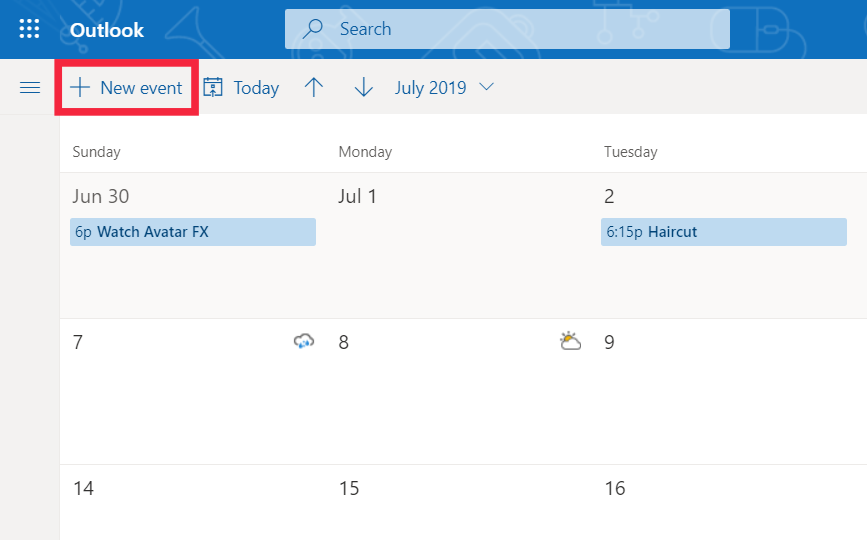 Outlook
Search
New event Today July 2019
Sunday Monday Tuesday
Jun 30 Jul 1 2
6p Watch Avatar FX 6:15p Haircut
7 8 9
14 15 16